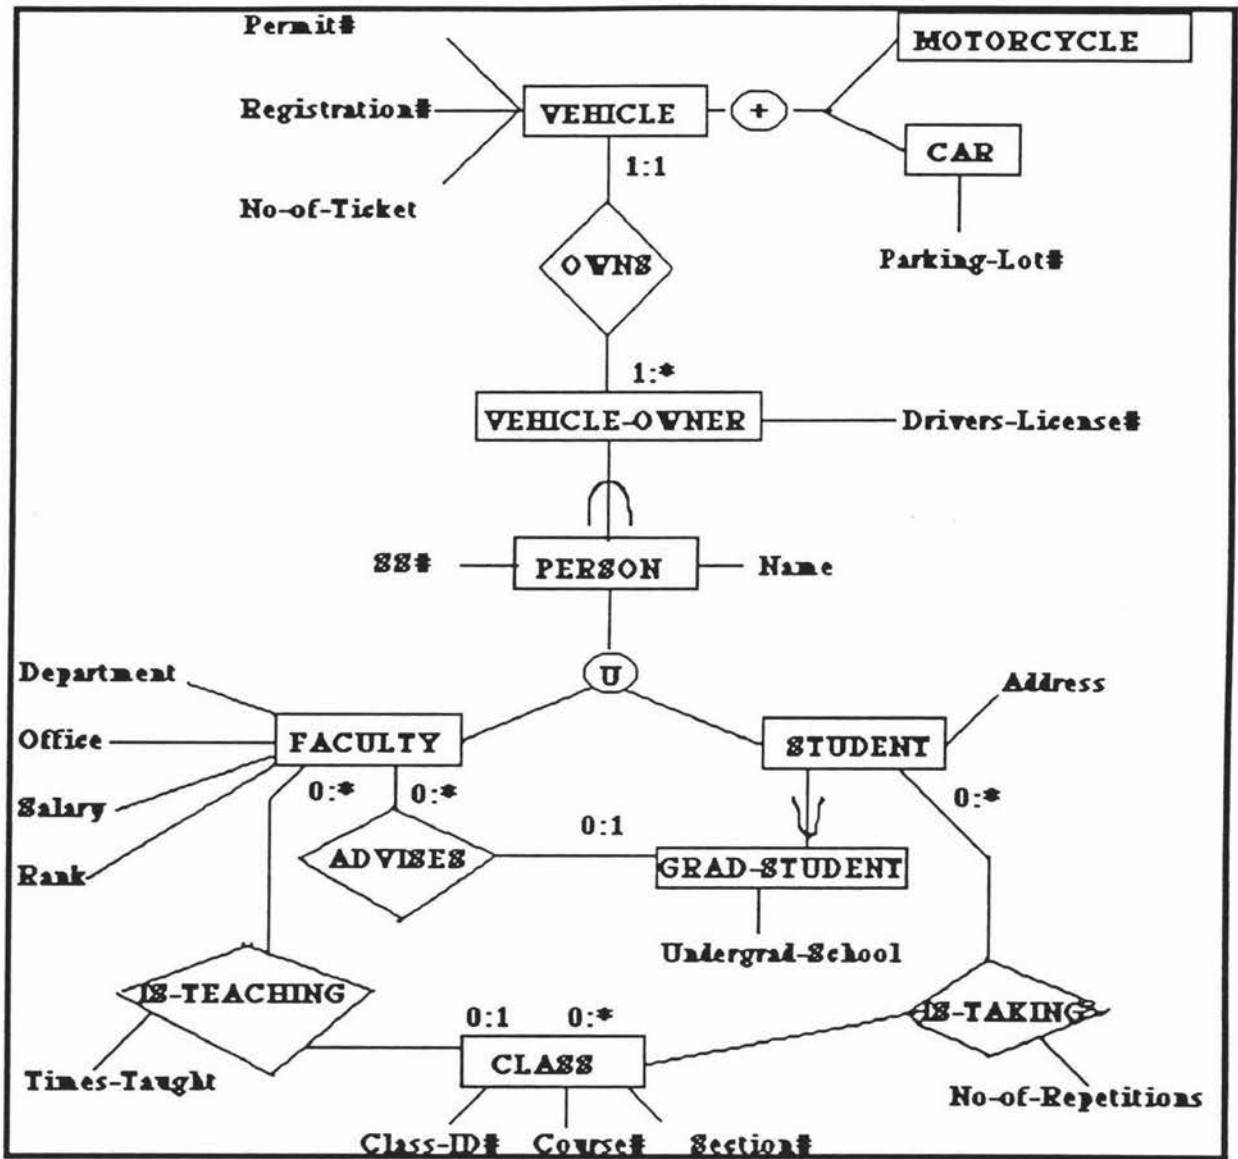 Permit#
MOTORCYCLE
Registration#
VEHICLE
+
CAR
1:1
No-of-Ticket
OWNS
Parking-Lot#
1:*
VEHICLE-OWNER
Drivers-License#
SS#
PERSON
Name
U
Department
Address
Office
FACULTY
STUDENT
0:*
0:*
0:*
Salary
0:1
ADVISES
GRAD-STUDENT
Rank
Undergrad-School
IS-TEACHING
IS-TAKING
0:1
0:*
CLASS
Times-Taught
No-of-Repetitions
Class-ID#
Course#
Section#